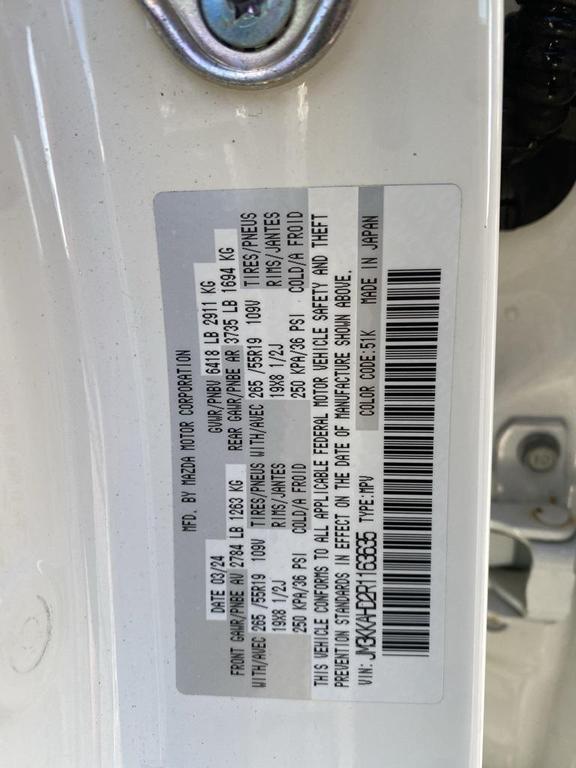 MFD. BY MAZDA MOTOR CORPORATION
DATE 03/24 GVWR/PNBV 6418 LB 2911 KG
FRONT GAWR/PNBE AV 2784 LB 1263 KG REAR GAWR/PNBE AR 3735 LB 1694 KG
WITH/AVEC 265 /55R19 109V TIRES/PNEUS WITH/AVEC 265 /55R19 109V TIRES/PNEUS
19X8 1/2J RIMS/JANTES 19X8 1/2J RIMS/JANTES
250 KPA/36 PSI COLD/A FROID 250 KPA/36 PSI COLD/A FROID
THIS VEHICLE CONFORMS TO ALL APPLICABLE FEDERAL MOTOR VEHICLE SAFETY AND THEFT
PREVENTION STANDARDS IN EFFECT ON THE DATE OF MANUFACTURE SHOWN ABOVE.
VIN: JM3KKAHD2R1163635 TYPE:MPV COLOR CODE:51K MADE IN JAPAN